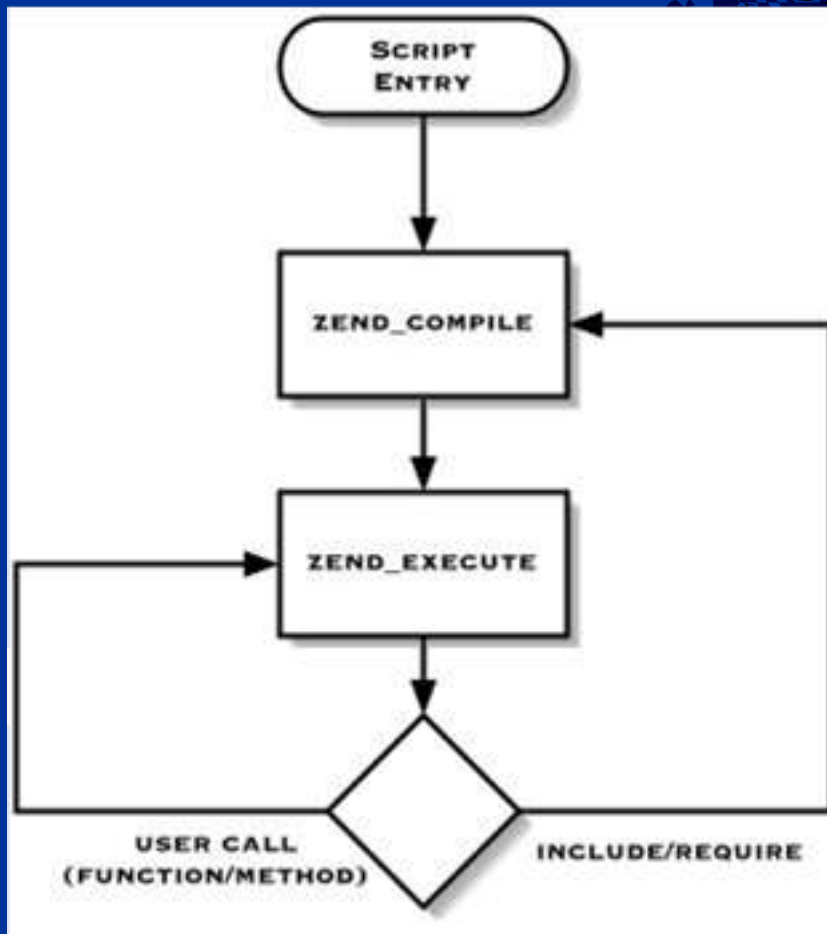 SCRIPT
ENTRY
ZEND_COMPILE
ZEND_EXECUTE
USER CALL
(FUNCTION/METHOD)
INCLUDE/REQUIRE